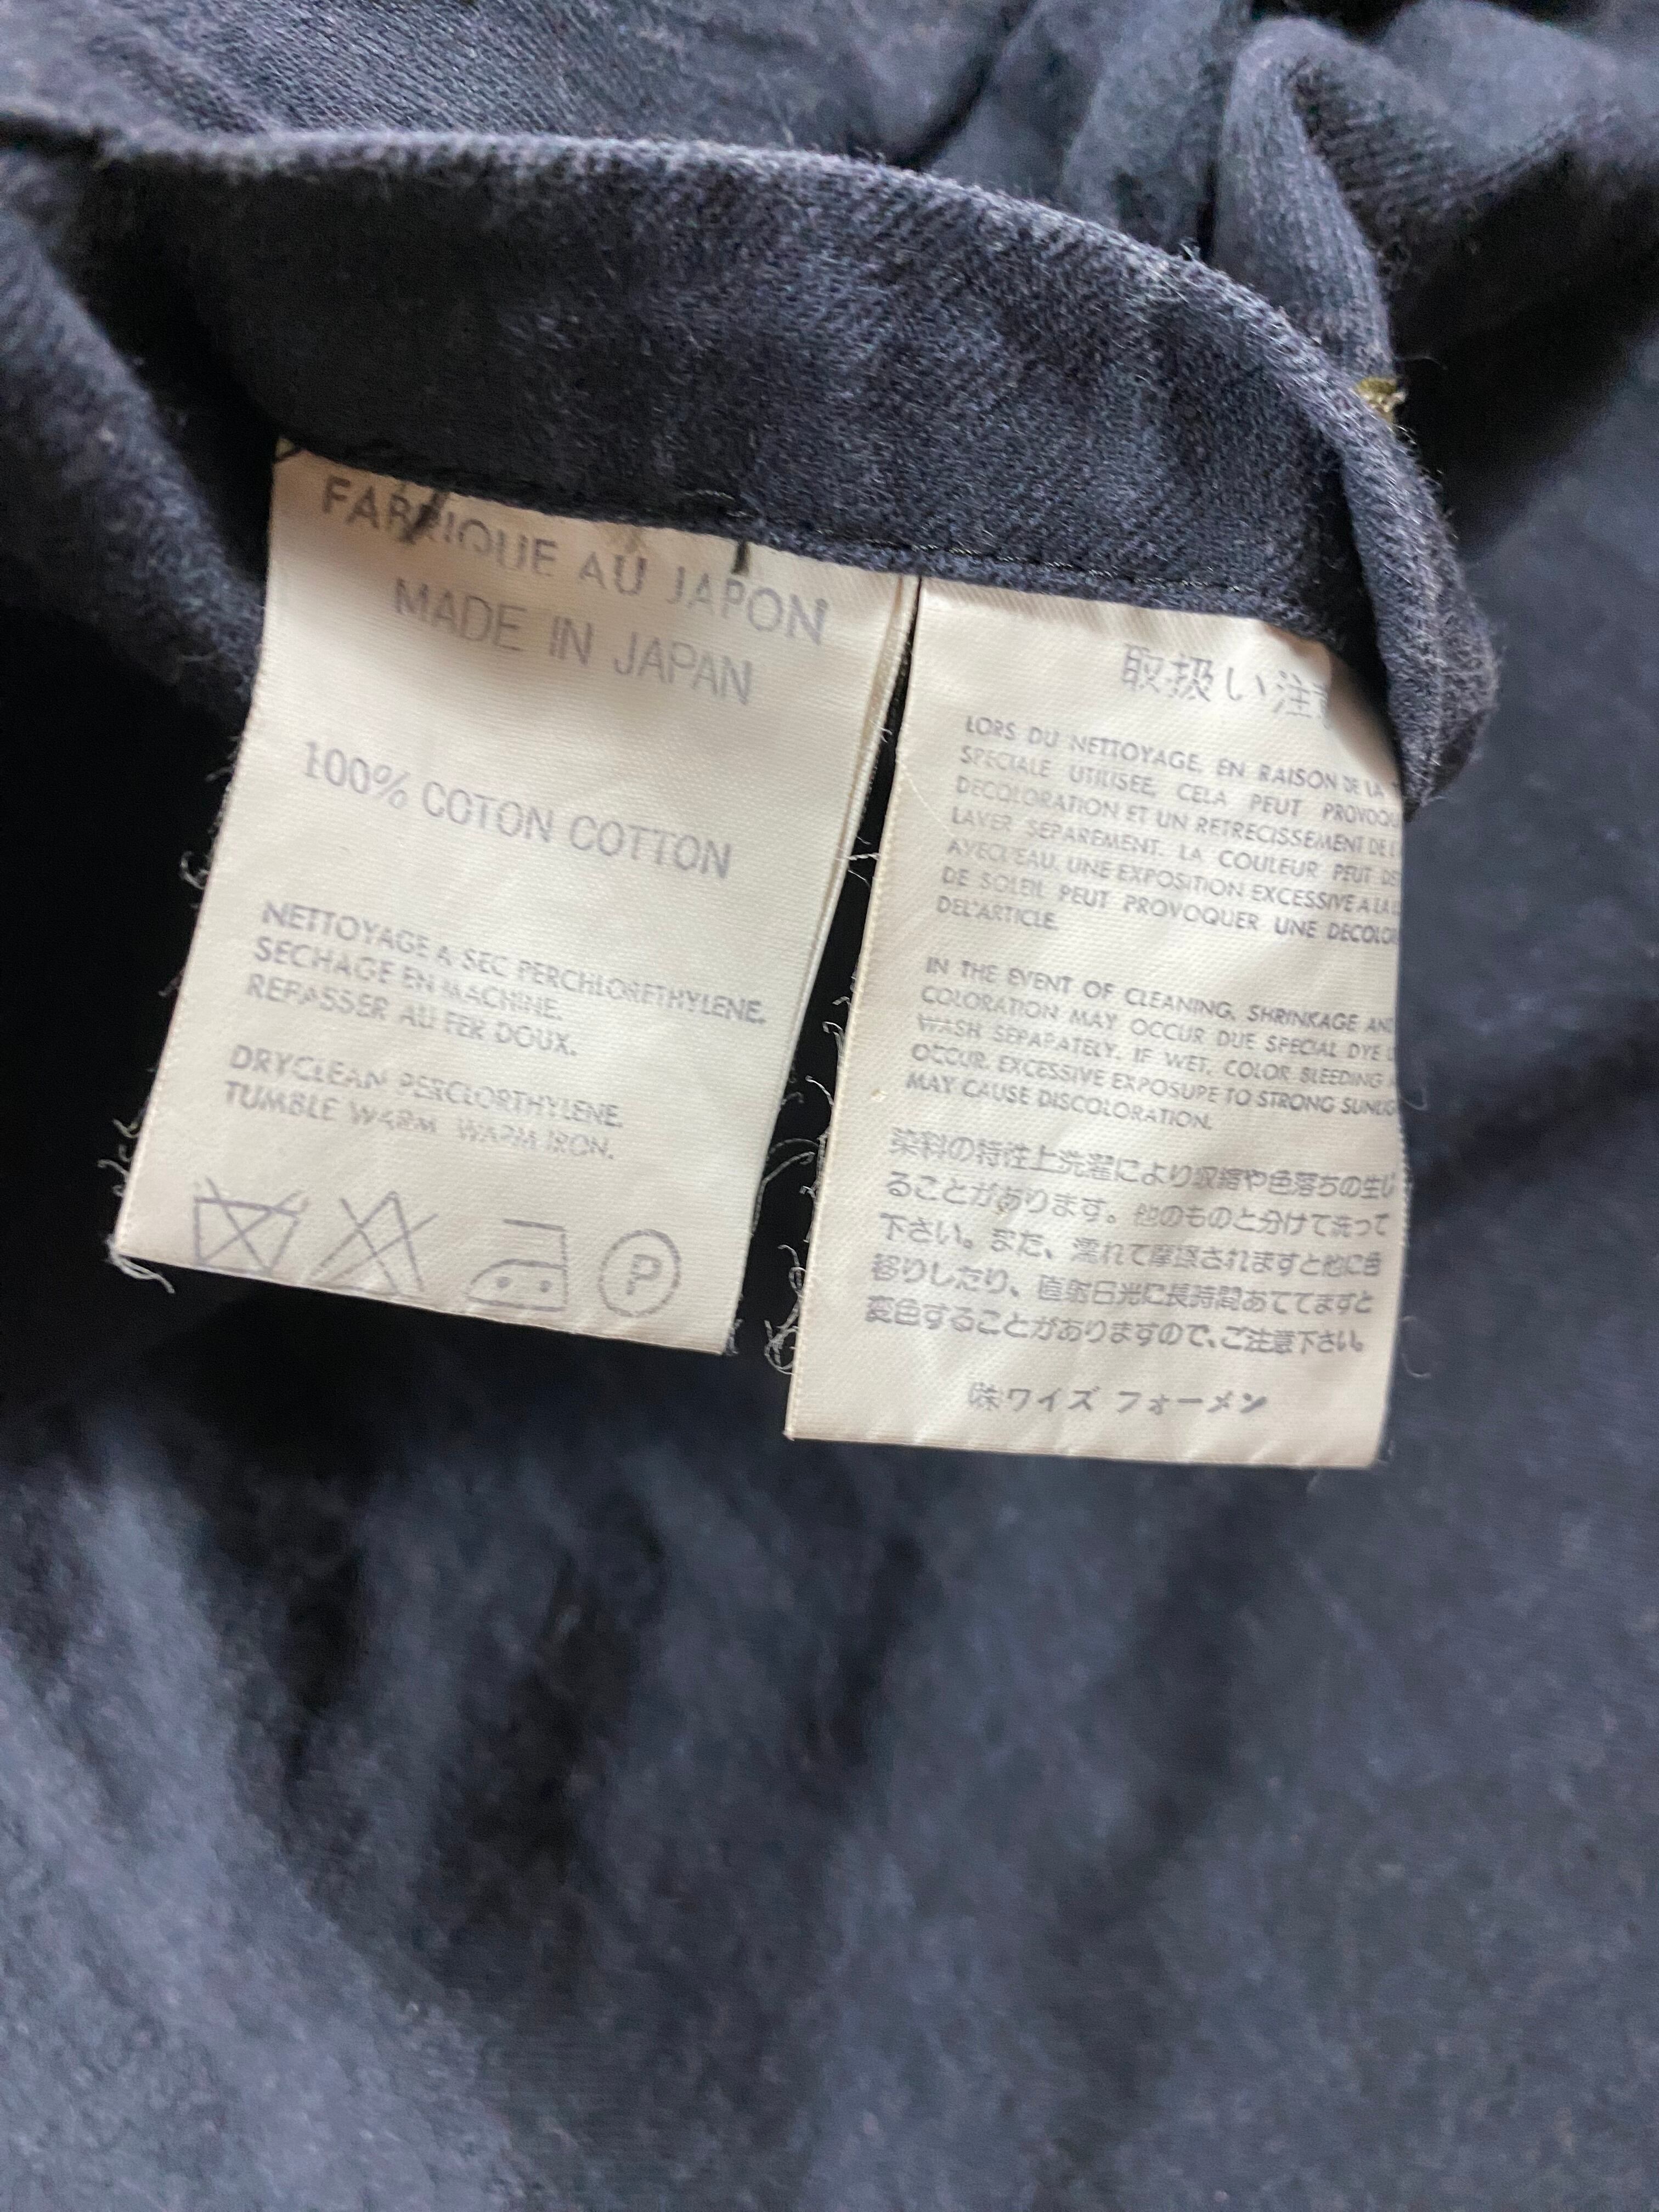 FABRIQUE AU JAPON
MADE IN JAPAN
100% COTON COTTON
NETTOYAGE A SEC PERCHLORETHYLENE.
SECHAGE EN MACHINE.
REPASSER AU FER DOUX.
DRYCLEAN PERCLORTHYLENE.
TUMBLE WARM WARM IRON.
P
取扱い注意
LORS DU NETTOYAGE, EN RAISON DE LA
SPECIALE UTILISEE, CELA PEUT PROVOQU
DECOLORATION ET UN RETRECISSEMENT DE
LAVER SEPAREMENT. LA COULEUR PEUT DE
AVEC L'EAU. UNE EXPOSITION EXCESSIVE A LA
DE SOLEIL PEUT PROVOQUER UNE DECOLOR
DEL'ARTICLE.
IN THE EVENT OF CLEANING, SHRINKAGE AND
COLORATION MAY OCCUR DUE SPECIAL DYE
WASH SEPARATELY. IF WET, COLOR BLEEDING
OCCUR. EXCESSIVE EXPOSUPE TO STRONG SUNLIG
MAY CAUSE DISCOLORATION.
染料の特性上洗濯により収縮や色落ちの生じ
ることがあります。他のものと分けて洗って
下さい。また、濡れて摩擦されますと他に色
移りしたり、直射日光に長時間あててますと
変色することがありますので、ご注意下さい。
㈱ワイズ フォーメン